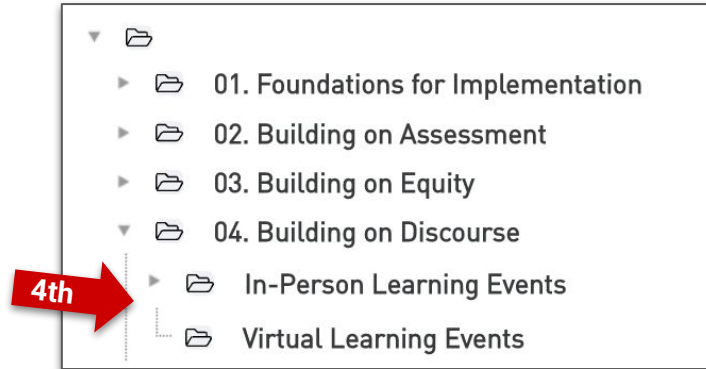 01. Foundations for Implementation
02. Building on Assessment
03. Building on Equity
04. Building on Discourse
4th
In-Person Learning Events
Virtual Learning Events